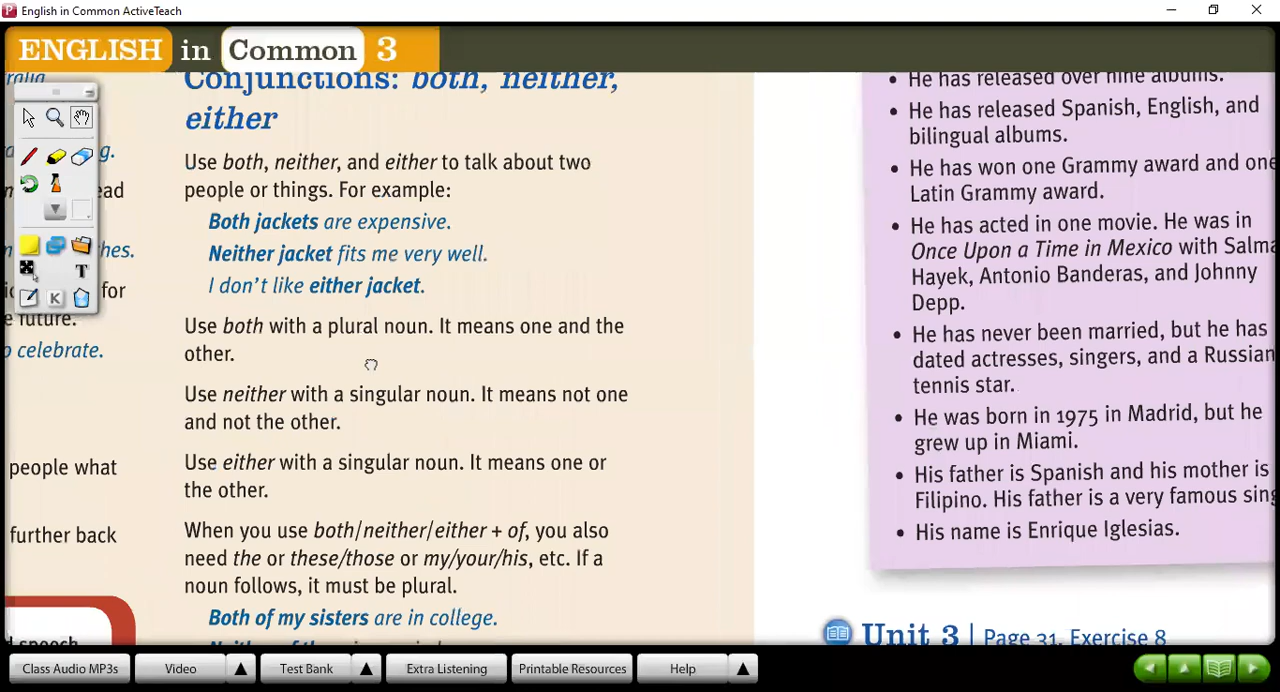 English in Common ActiveTeach
ENGLISH in Common 3
ralia
g.
ead
hes.
for
e future.
o celebrate.
people what
further back
d speech
T
K
Conjunctions: both, neither,
either
Use both, neither, and either to talk about two
people or things. For example:
Both jackets are expensive.
Neither jacket fits me very well.
I don't like either jacket.
Use both with a plural noun. It means one and the
other.
Use neither with a singular noun. It means not one
and not the other.
Use either with a singular noun. It means one or
the other.
When you use both/neither/either + of, you also
need the or these/those or my/your/his, etc. If a
noun follows, it must be plural.
Both of my sisters are in college.
• He has released over nine albums.
• He has released Spanish, English, and
bilingual albums.
• He has won one Grammy award and one
Latin Grammy award.
• He has acted in one movie. He was in
Once Upon a Time in Mexico with Salma
Hayek, Antonio Banderas, and Johnny
Depp.
• He has never been married, but he has
dated actresses, singers, and a Russian
tennis star.
• He was born in 1975 in Madrid, but he
grew up in Miami.
• His father is Spanish and his mother is
Filipino. His father is a very famous sing
• His name is Enrique Iglesias.
Unit 3 | Page 31, Exercise 8
Class Audio MP3s
Video
Test Bank
Extra Listening
Printable Resources
Help